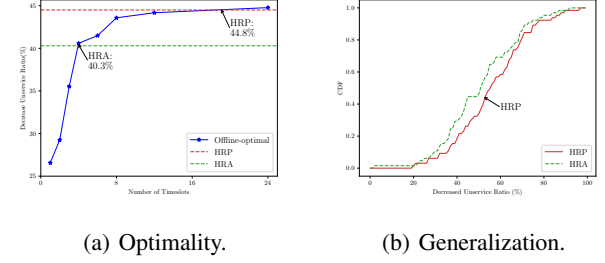 45
40
35
30
25
0
8
16
24
Decrease Unservice Ratio(%)
Number of Timeslots
HRP:
44.8%
HRA:
40.3%
Offline-optimal
HRP
HRA
(a) Optimality.
1.0
0.8
0.6
0.4
0.2
0.0
0
20
40
60
80
100
CDF
Decreased Unservice Ratio (%)
HRP
HRP
HRA
(b) Generalization.